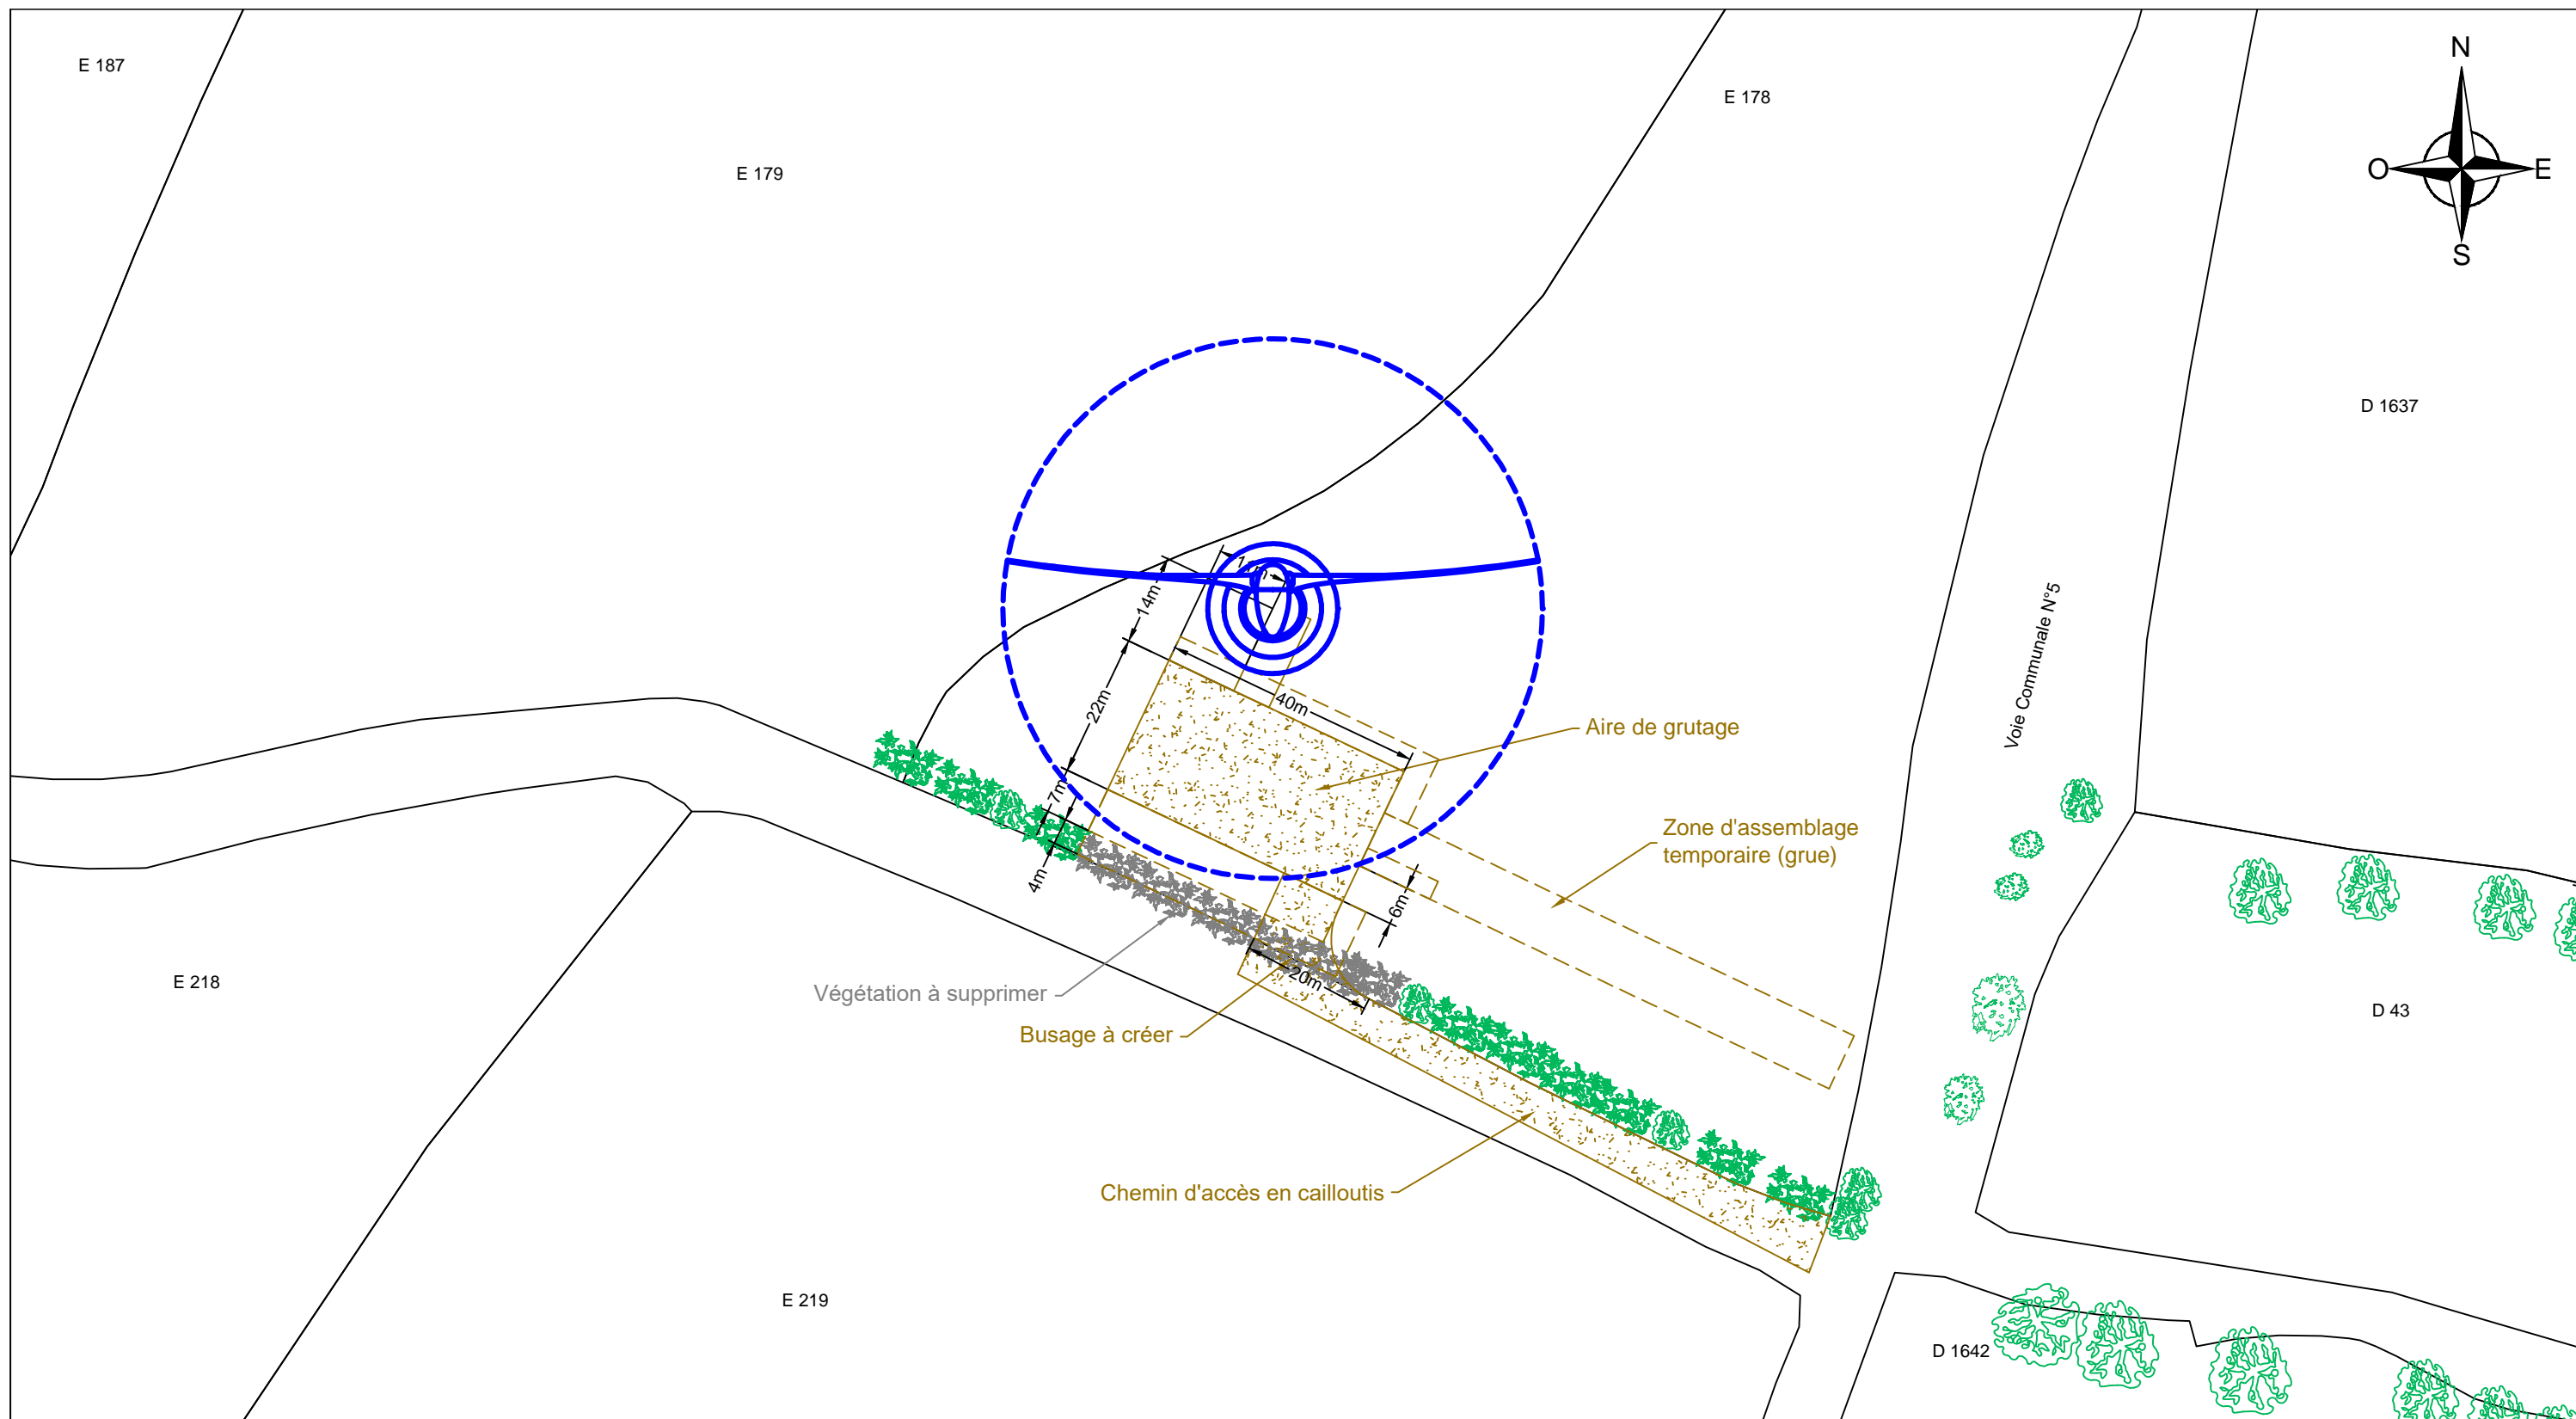 E 187
E 178
N
O
E
S
E 179
D 1637
14m
Voie Communale N°5
22m
40m
Aire de grutage
7m
Zone d'assemblage
temporaire (grue)
4m
6m
E 218
20m
Végétation à supprimer
D 43
Busage à créer
Chemin d'accès en cailloutis
E 219
D 1642